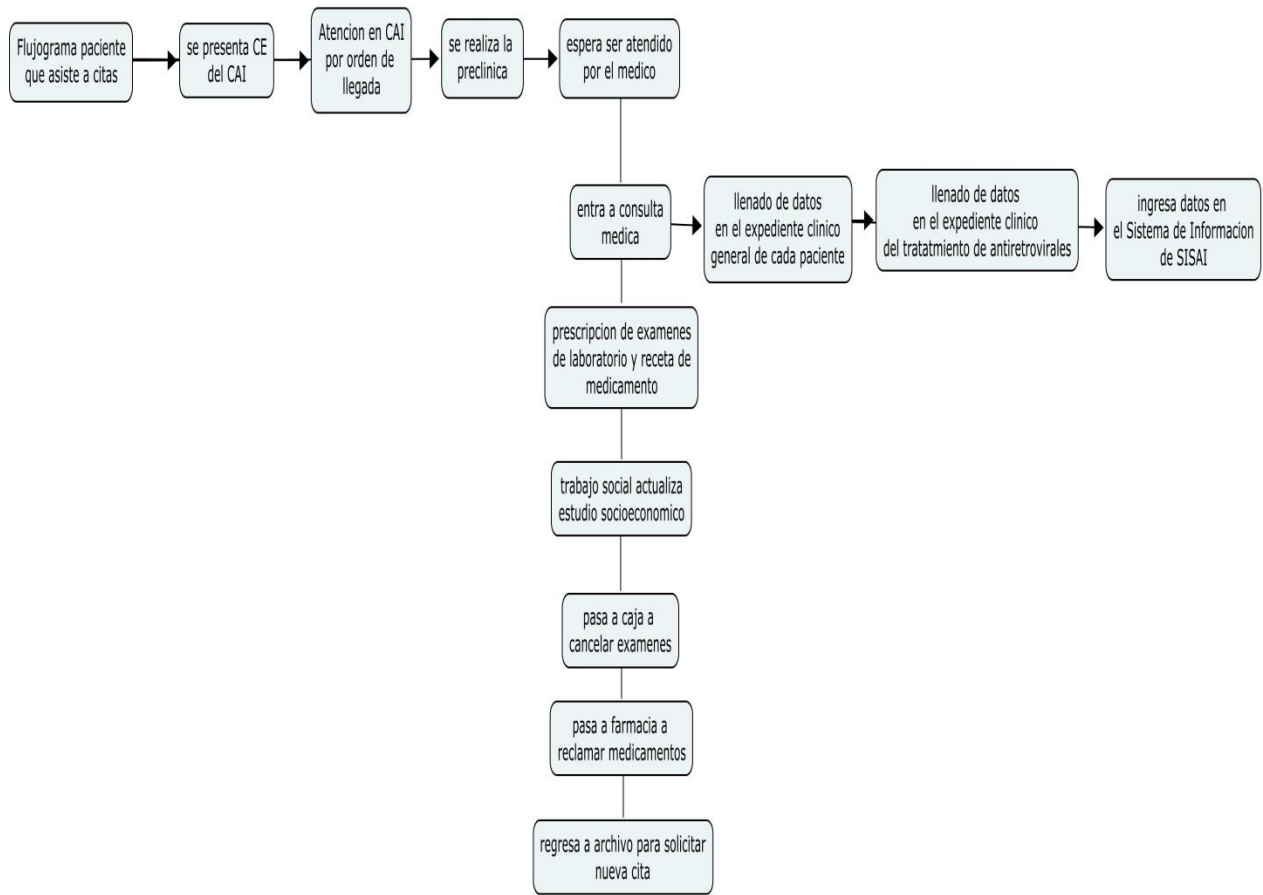 Flujograma paciente
que asiste a citas
se presenta CE
del CAI
Atencion en CAI
por orden de
llegada
se realiza la
preclinica
espera ser atendido
por el medico
entra a consulta
medica
llenado de datos
en el expediente clinico
general de cada paciente
llenado de datos
en el expediente clinico
del tratatmiento de antiretrovirales
ingresa datos en
el Sistema de Informacion
de SISAI
prescripcion de examenes
de laboratorio y receta de
medicamento
trabajo social actualiza
estudio socioeconomico
pasa a caja a
cancelar examenes
pasa a farmacia a
reclamar medicamentos
regresa a archivo para solicitar
nueva cita